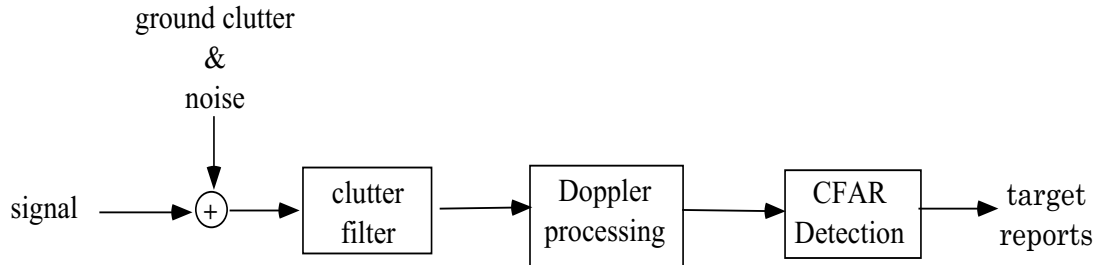 ground clutter
&
noise
signal
+
clutter
filter
Doppler
processing
CFAR
Detection
target
reports